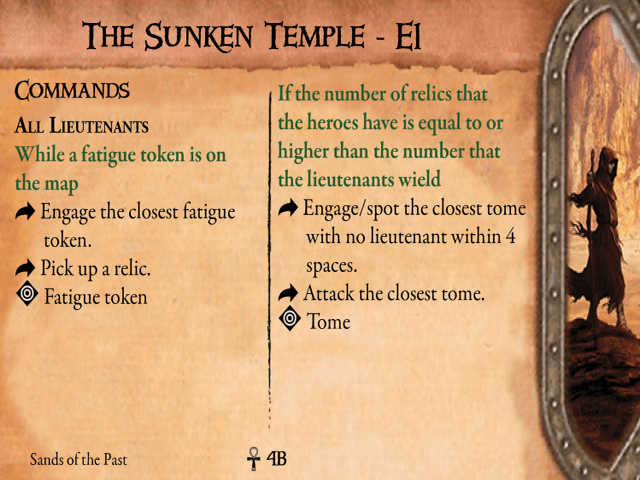 The Sunken Temple - E1
Commands
All Lieutenants
While a fatigue token is on
the map
Engage the closest fatigue
token.
Pick up a relic.
Fatigue token
If the number of relics that
the heroes have is equal to or
higher than the number that
the lieutenants wield
Engage/spot the closest tome
with no lieutenant within 4
spaces.
Attack the closest tome.
Tome
Sands of the Past
4B